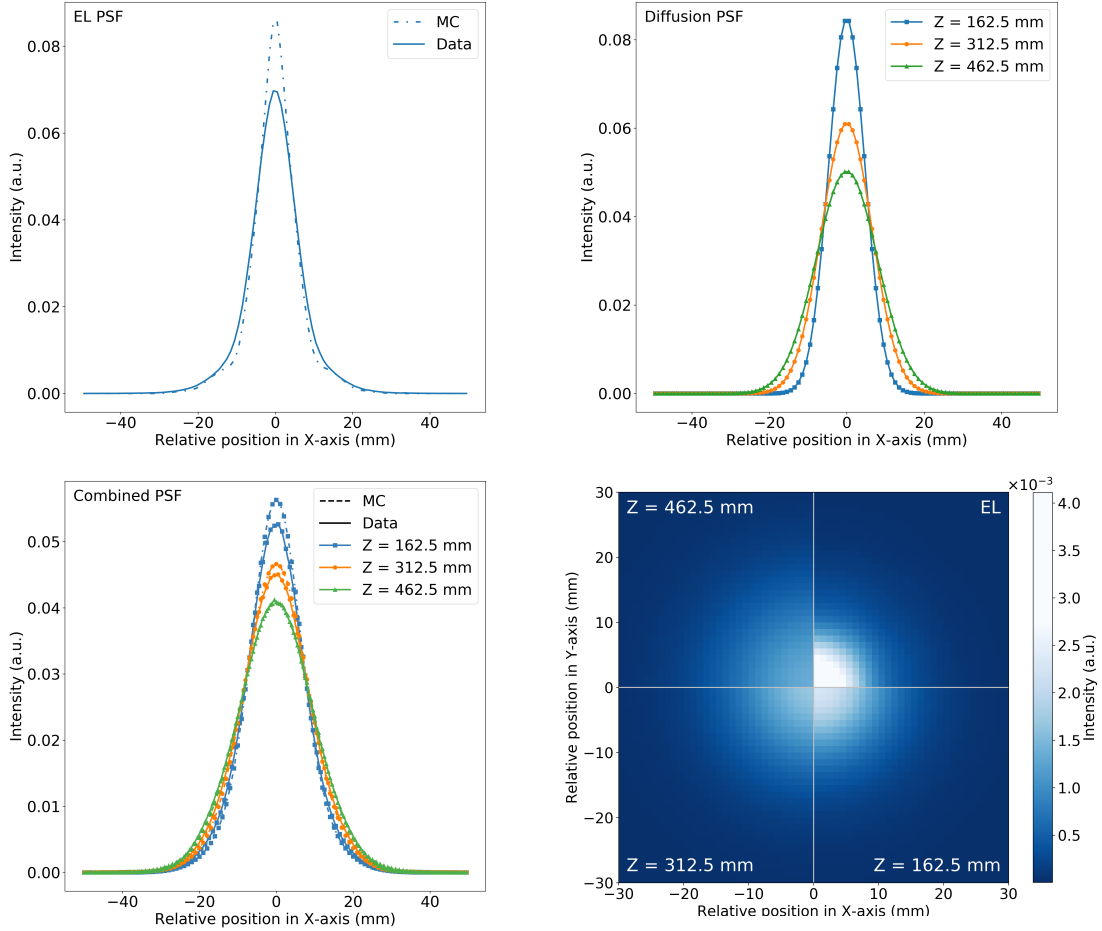 EL PSF
MC
Data
0.08
0.06
0.04
0.02
0.00
Intensity (a.u.)
−40 −20 0 20 40
Relative position in X-axis (mm)
Diffusion PSF
Z = 162.5 mm
Z = 312.5 mm
Z = 462.5 mm
0.08
0.06
0.04
0.02
0.00
Intensity (a.u.)
−40 −20 0 20 40
Relative position in X-axis (mm)
Combined PSF
MC
Data
Z = 162.5 mm
Z = 312.5 mm
Z = 462.5 mm
0.05
0.04
0.03
0.02
0.01
0.00
Intensity (a.u.)
−40 −20 0 20 40
Relative position in X-axis (mm)
×10⁻³
Z = 462.5 mm EL
Z = 312.5 mm Z = 162.5 mm
30
20
10
0
−10
−20
−30
Relative position in Y-axis (mm)
−30 −20 −10 0 10 20 30
Relative position in X-axis (mm)
4.0
3.5
3.0
2.5
2.0
1.5
1.0
0.5
Intensity (a.u.)